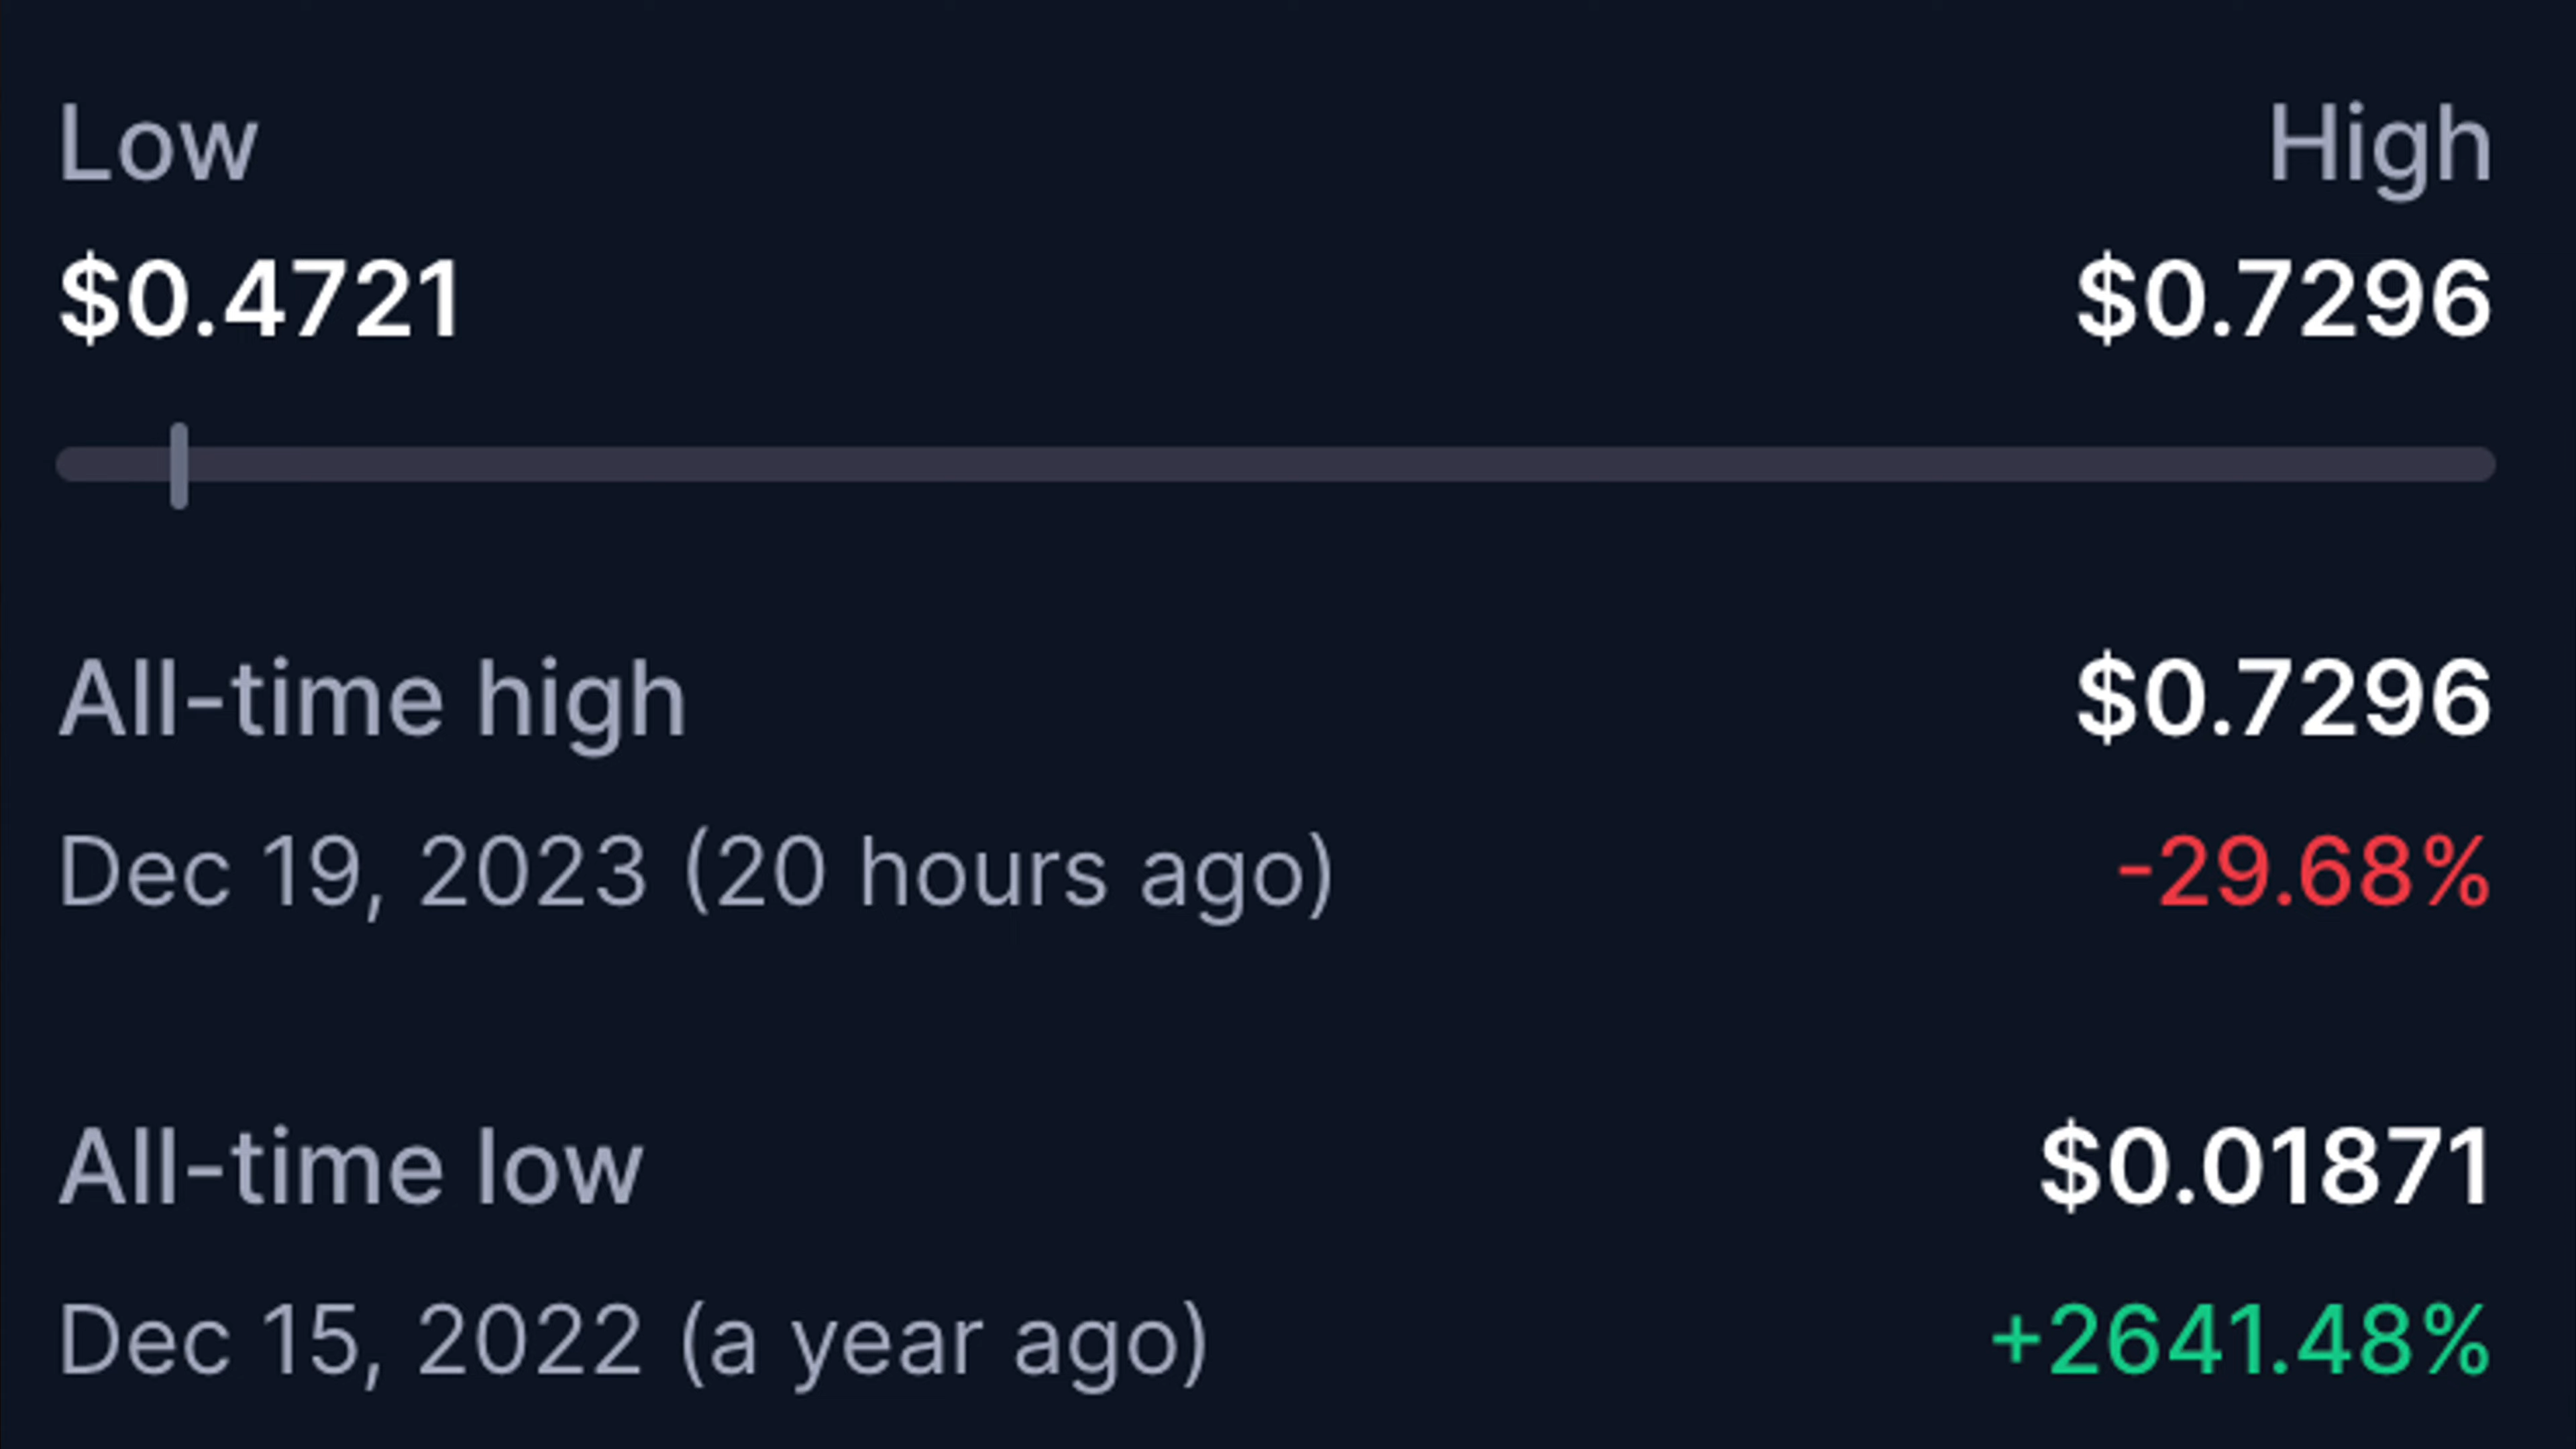 Low High
$0.4721 $0.7296
All-time high $0.7296
Dec 19, 2023 (20 hours ago) -29.68%
All-time low $0.01871
Dec 15, 2022 (a year ago) +2641.48%